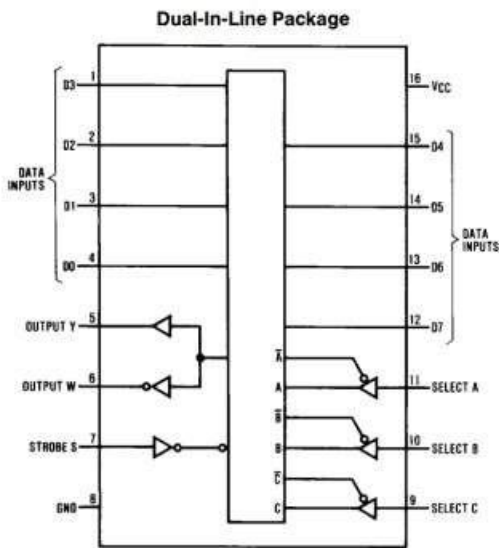 Dual-In-Line Package
D3 1
16 VCC
D2 2
15 D4
DATA
INPUTS
D1 3
14 D5
DATA
INPUTS
D0 4
13 D6
OUTPUT Y 5
12 D7
A̅
OUTPUT W 6
A
11 SELECT A
B̅
STROBE S 7
B
10 SELECT B
C̅
GND 8
C
9 SELECT C